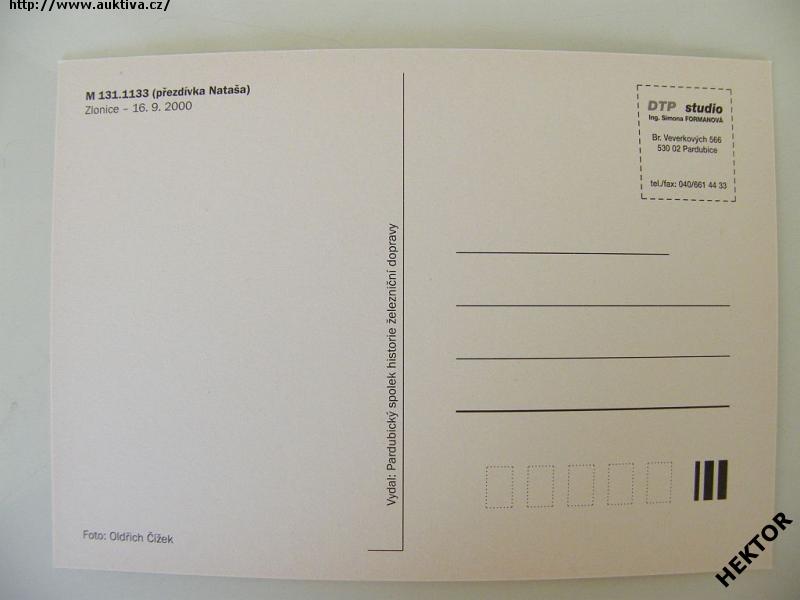 http://www.auktiva.cz/
M 131.1133 (přezdívka Nataša)
Zlonice – 16. 9. 2000
Foto: Oldřich Čížek
Vydal: Pardubický spolek historie železniční dopravy
DTP studio
Ing. Simona FORMANOVÁ
Br. Veverkových 566
530 02 Pardubice
tel./fax: 040/661 44 33
HEKTOR